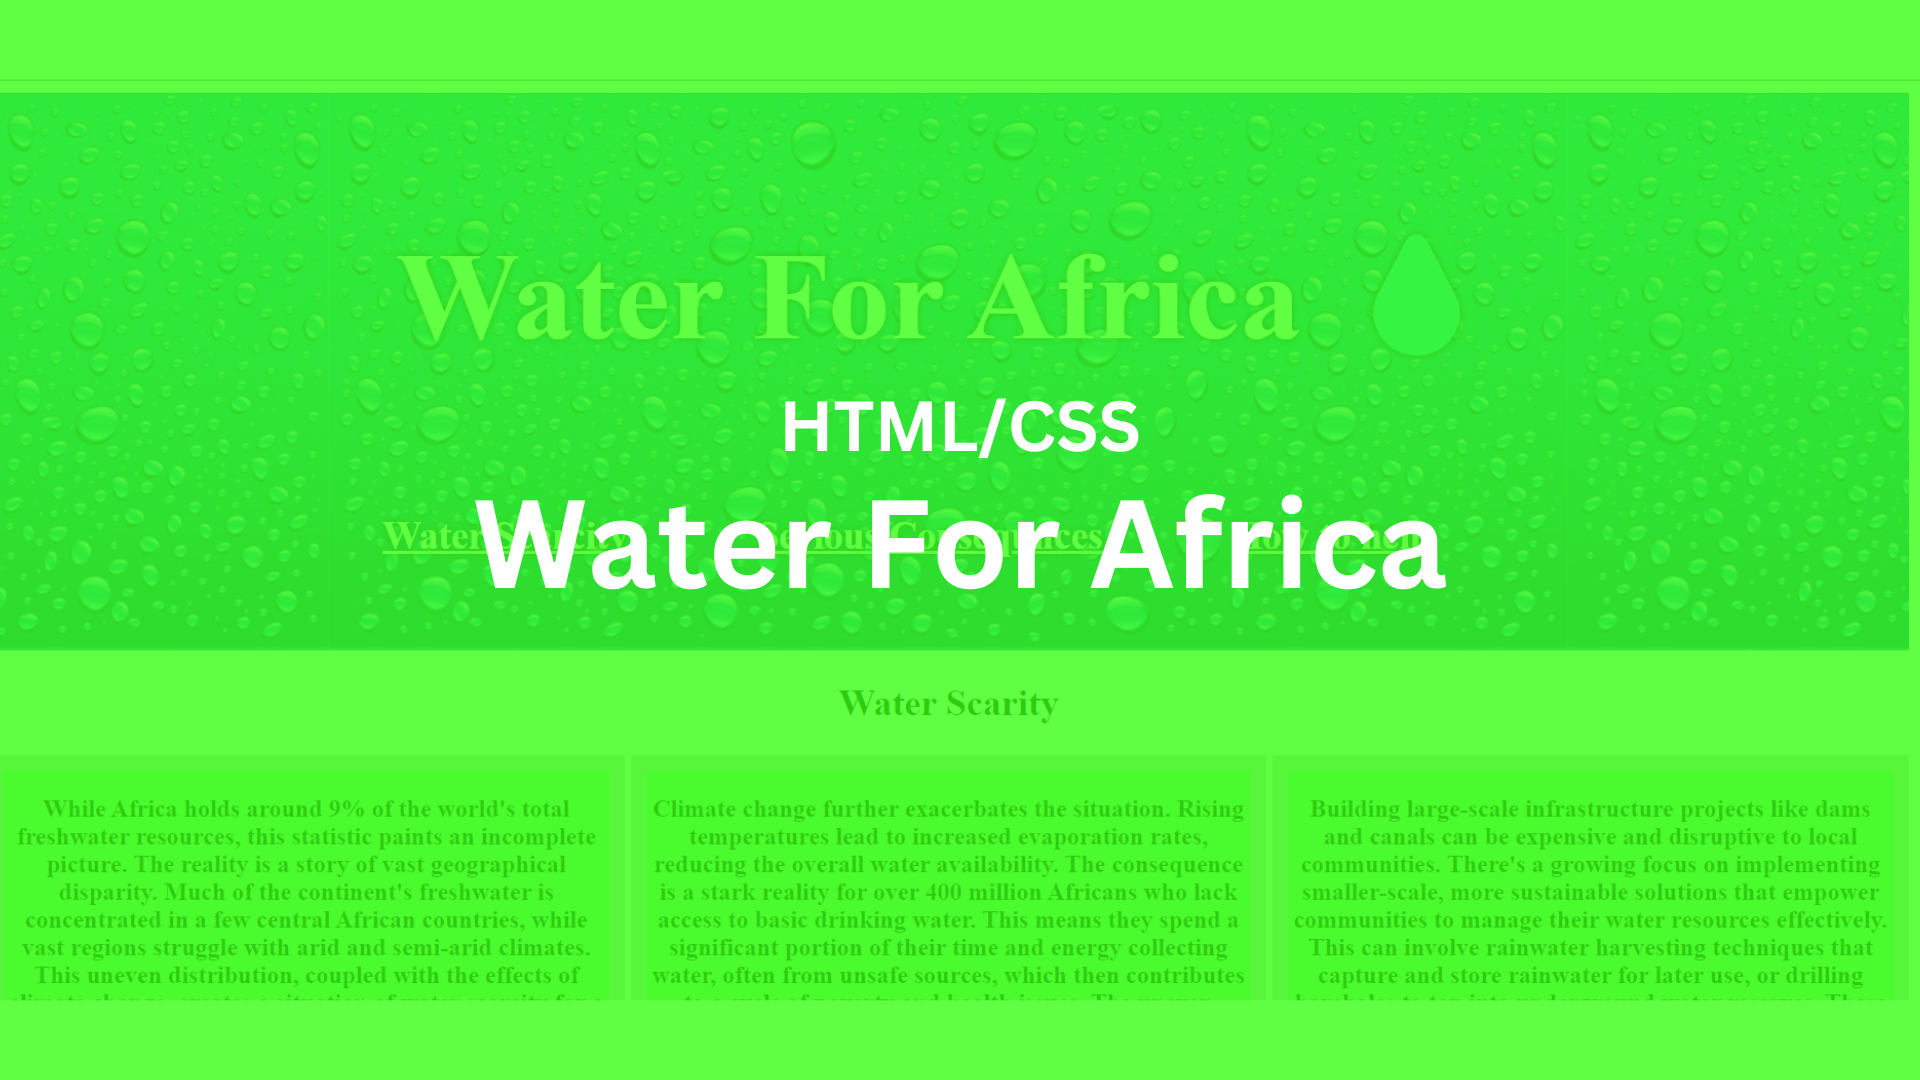 Water For Africa
HTML/CSS
Water For Africa
Water Scarcity Serious Consequnces How to help
Water Scarity
While Africa holds around 9% of the world's total
freshwater resources, this statistic paints an incomplete
picture. The reality is a story of vast geographical
disparity. Much of the continent's freshwater is
concentrated in a few central African countries, while
vast regions struggle with arid and semi-arid climates.
This uneven distribution, coupled with the effects of
Climate change further exacerbates the situation. Rising
temperatures lead to increased evaporation rates,
reducing the overall water availability. The consequence
is a stark reality for over 400 million Africans who lack
access to basic drinking water. This means they spend a
significant portion of their time and energy collecting
water, often from unsafe sources, which then contributes
Building large-scale infrastructure projects like dams
and canals can be expensive and disruptive to local
communities. There's a growing focus on implementing
smaller-scale, more sustainable solutions that empower
communities to manage their water resources effectively.
This can involve rainwater harvesting techniques that
capture and store rainwater for later use, or drilling